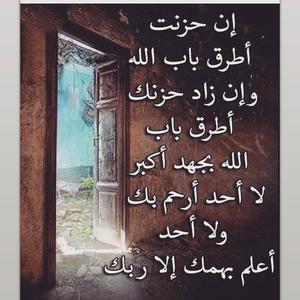 إن حزنت
أطرق باب الله
وإن زاد حزنك
أطرق باب
الله بجهد أكبر
لا أحد أرحم بك
ولا أحد
أعلم بهمك إلا ربك